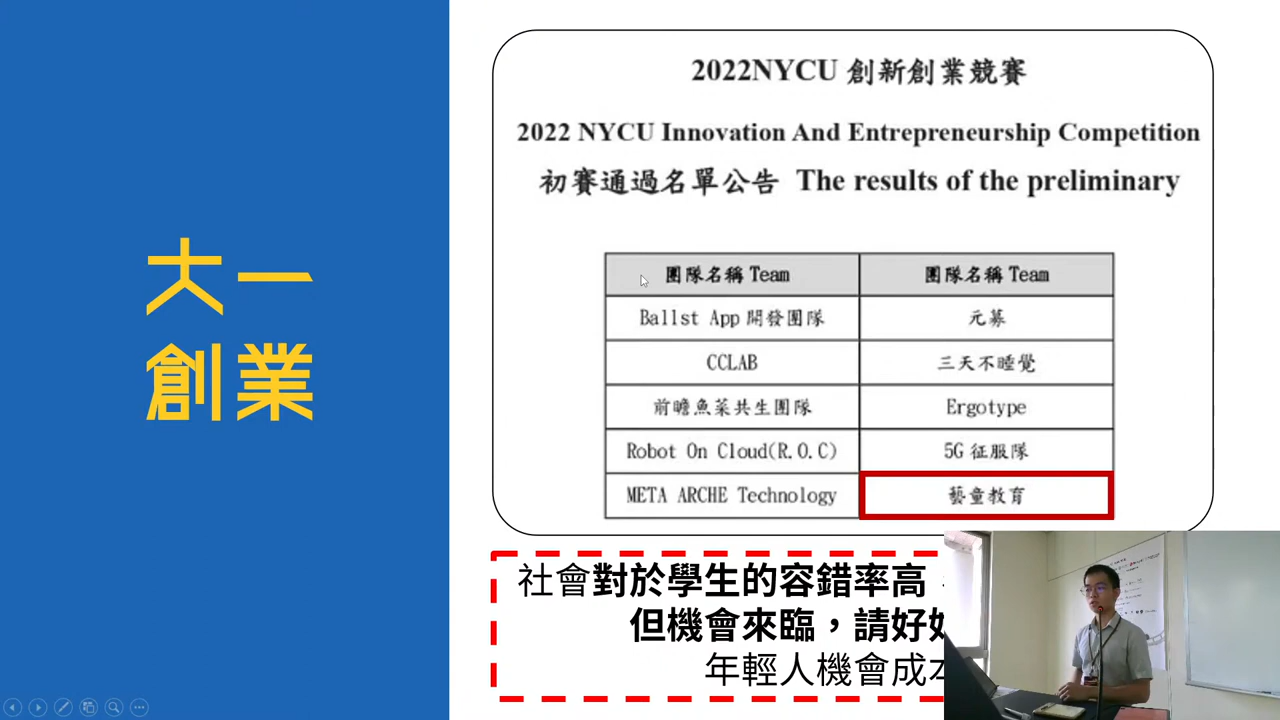 大一
創業
2022NYCU 創新創業競賽
2022 NYCU Innovation And Entrepreneurship Competition
初賽通過名單公告 The results of the preliminary
團隊名稱 Team
團隊名稱 Team
Ballst App 開發團隊
元募
CCLAB
三天不睡覺
前瞻魚菜共生團隊
Ergotype
Robot On Cloud(R.O.C)
5G 征服隊
META ARCHE Technology
藝童教育
社會對於學生的容錯率高
但機會來臨，請好好
年輕人機會成本